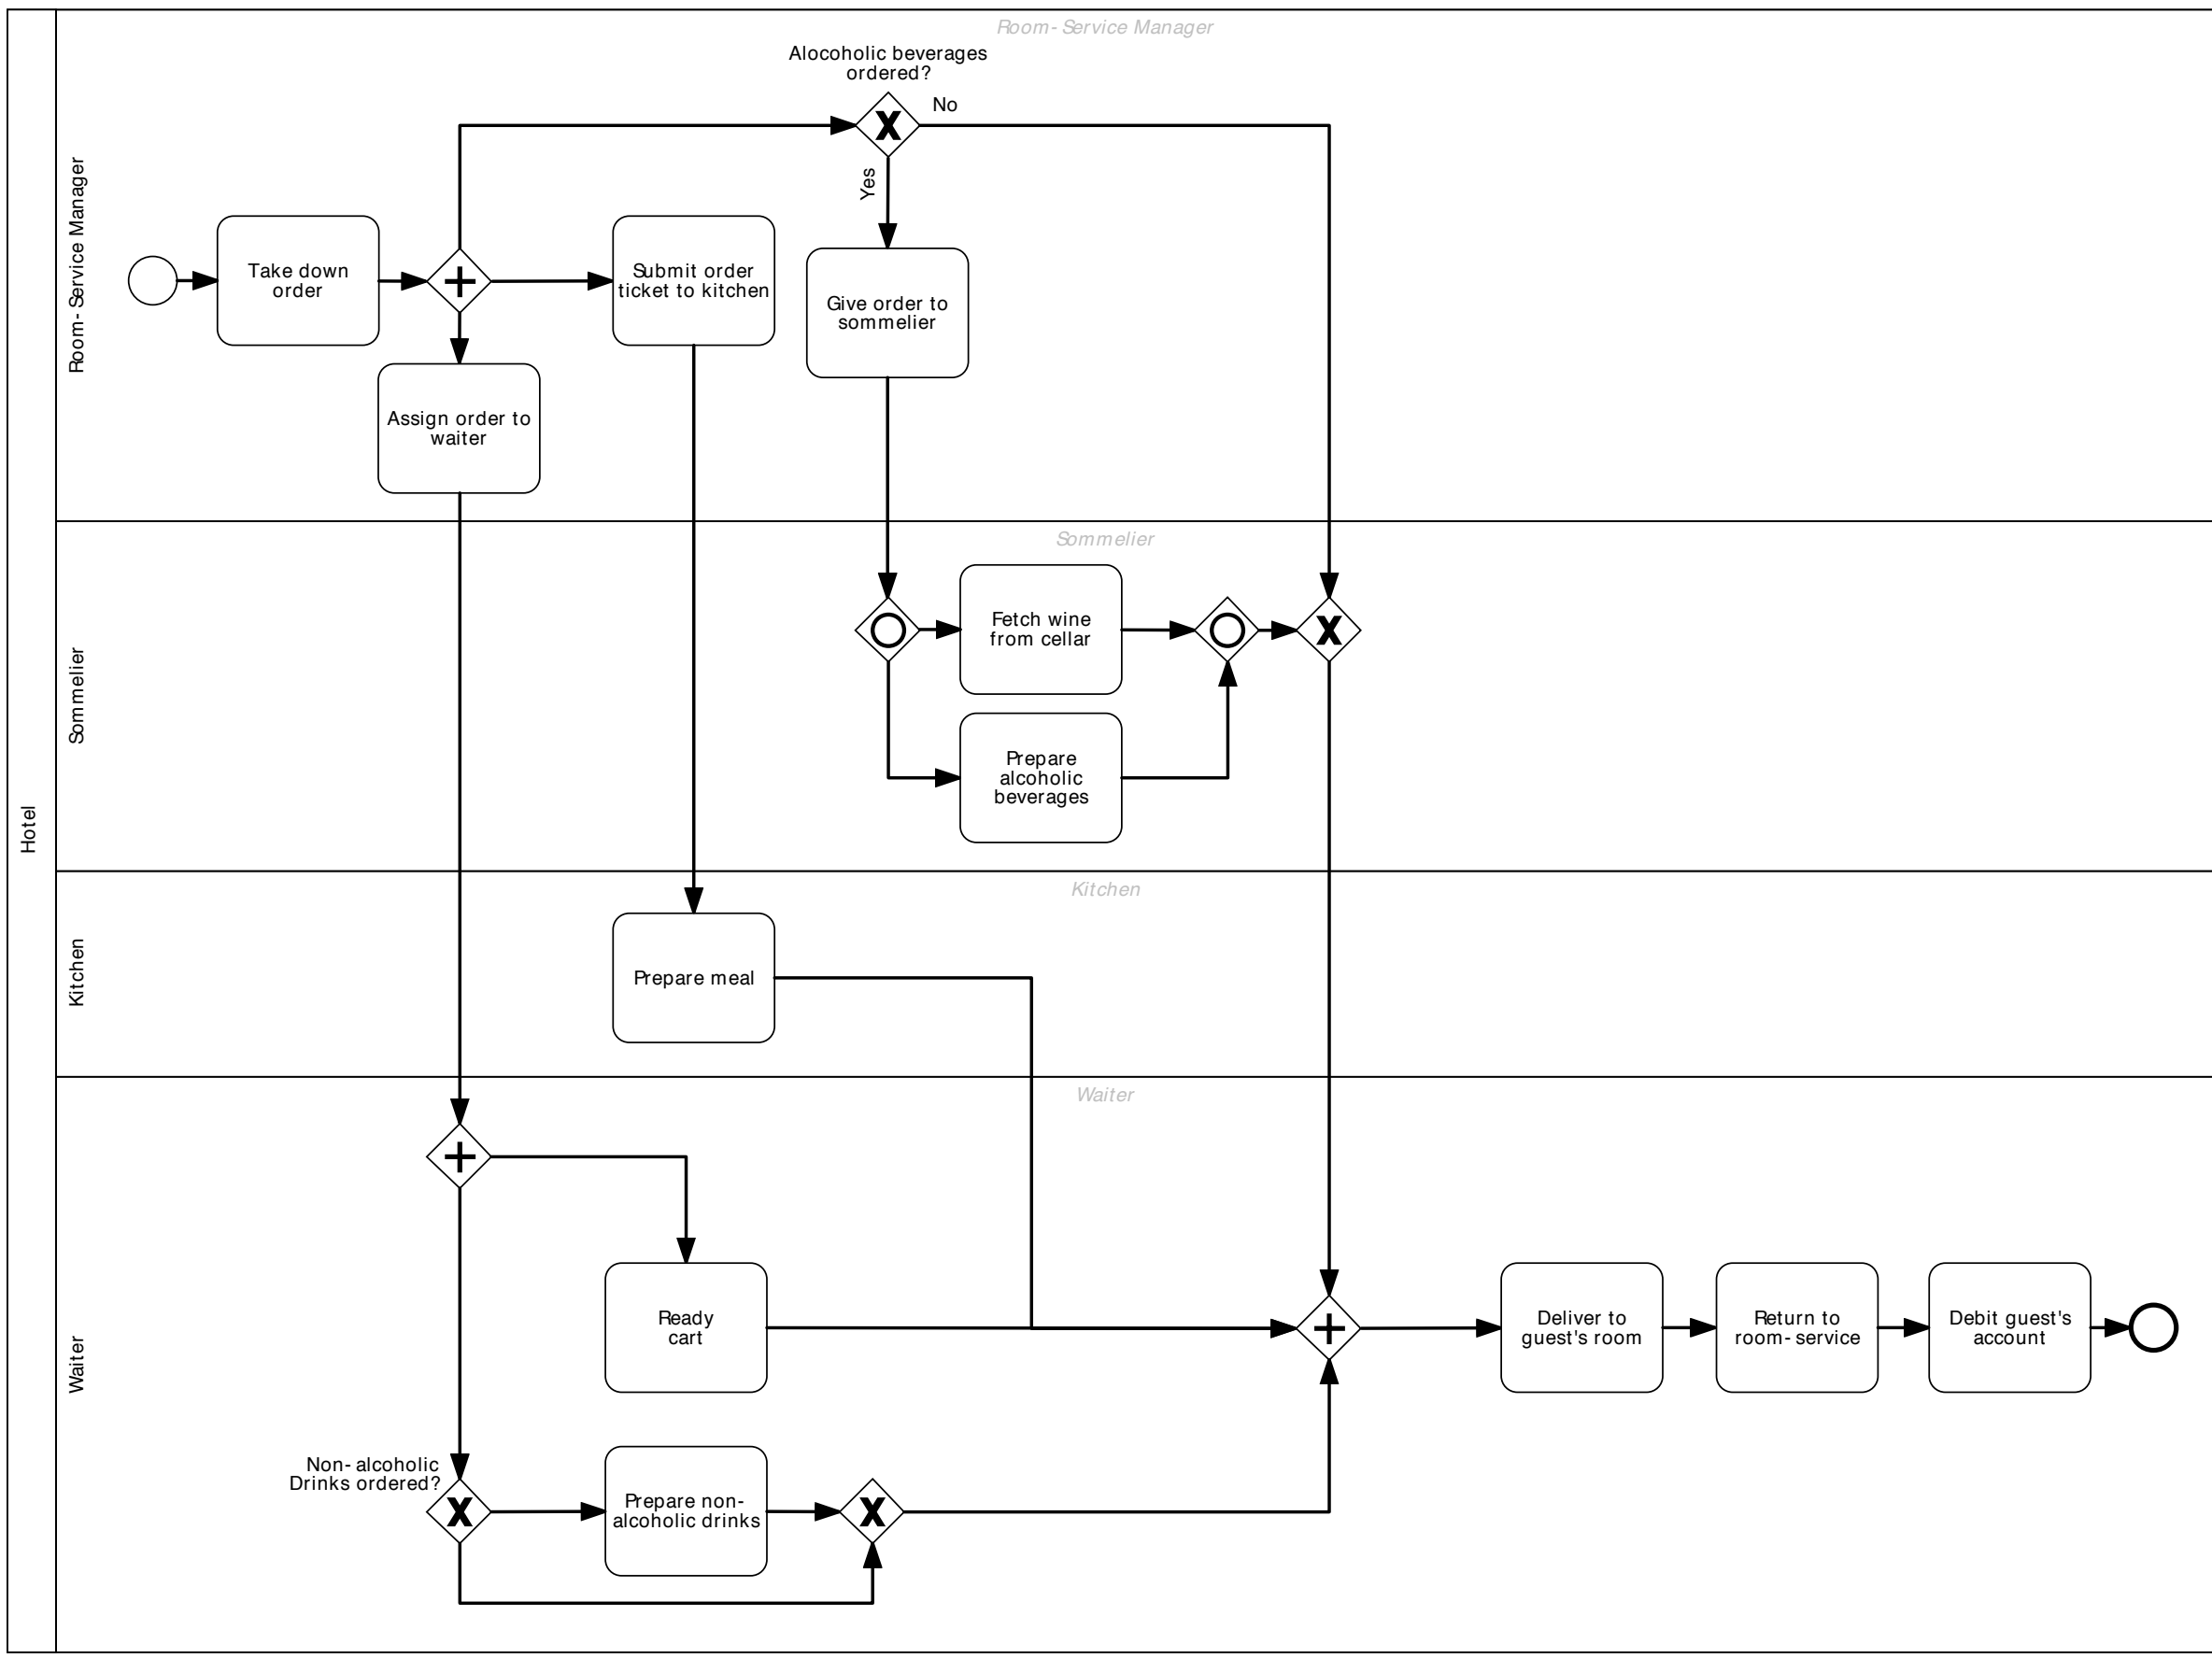 Room-Service Manager
Alocoholic beverages
ordered?
No
Yes
Room-Service Manager
Take down
order
Submit order
ticket to kitchen
Give order to
sommelier
Assign order to
waiter
Sommelier
Sommelier
Fetch wine
from cellar
Prepare
alcoholic
beverages
Hotel
Kitchen
Kitchen
Prepare meal
Waiter
Waiter
Ready
cart
Deliver to
guest's room
Return to
room-service
Debit guest's
account
Non-alcoholic
Drinks ordered?
Prepare non-
alcoholic drinks